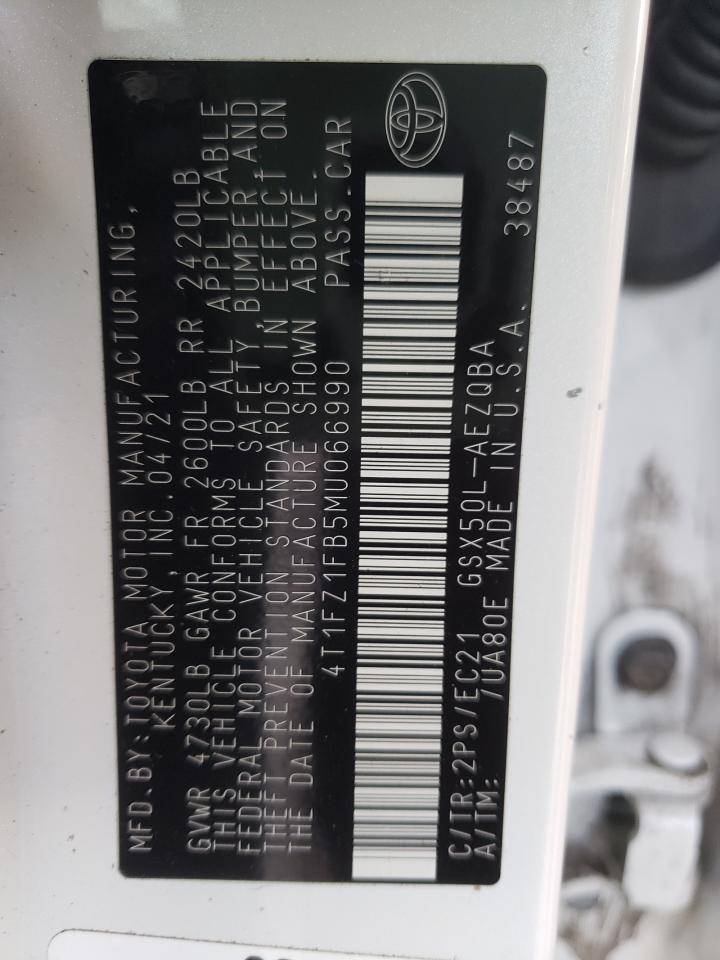 MFD.BY:TOYOTA MOTOR MANUFACTURING,
KENTUCKY, INC.04/21
GVWR 4730LB GAWR FR 2600LB RR 2420LB
THIS VEHICLE CONFORMS TO ALL APPLICABLE
FEDERAL MOTOR VEHICLE SAFETY, BUMPER, AND
THEFT PREVENTION STANDARDS IN EFFECT ON
THE DATE OF MANUFACTURE SHOWN ABOVE.
4T1FZ1FB5MU066990 PASS.CAR
C/TR:2PS/EC21 GSX50L-AEZQBA
A/TM: 7UA80E MADE IN U.S.A. 38487